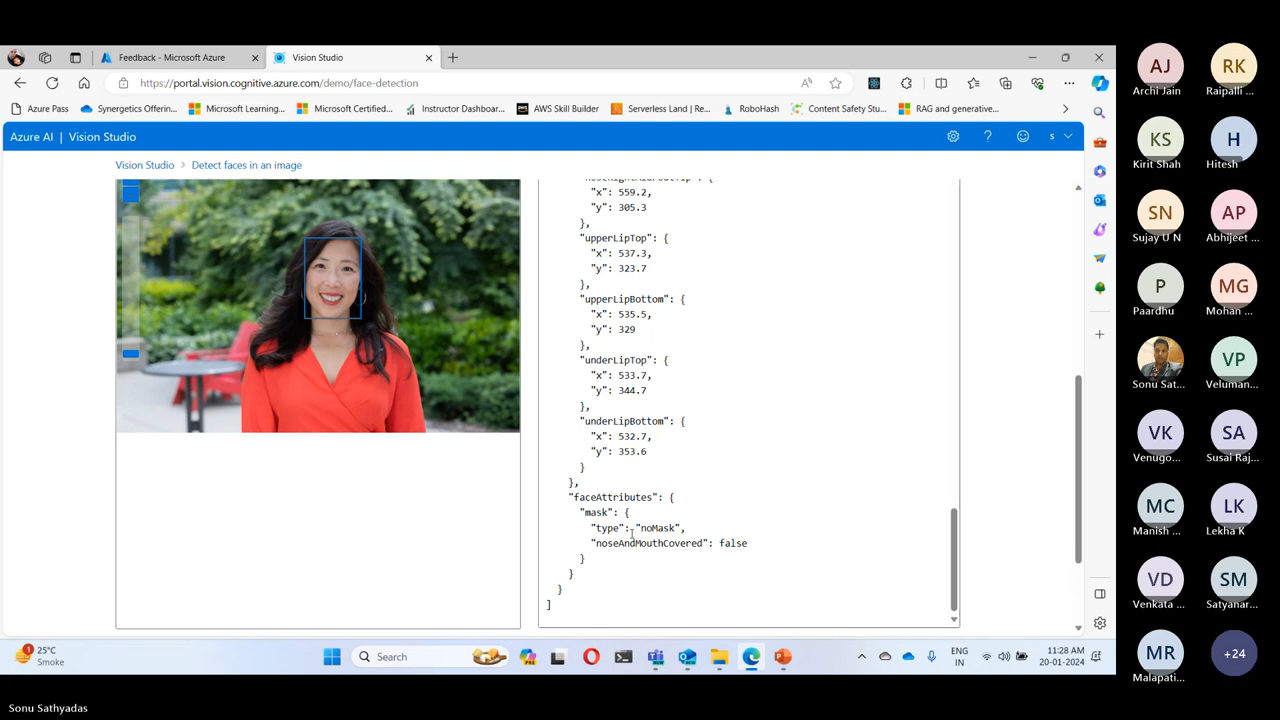 Feedback - Microsoft Azure
Vision Studio
https://portal.vision.cognitive.azure.com/demo/face-detection
Azure Pass
Synergetics Offerin...
Microsoft Learning...
Microsoft Certified...
Instructor Dashboar...
AWS Skill Builder
Serverless Land | Re...
RoboHash
Content Safety Stu...
RAG and generative...
Azure AI | Vision Studio
s
Vision Studio > Detect faces in an image
"x": 559.2,
"y": 305.3
},
"upperLipTop": {
"x": 537.3,
"y": 323.7
},
"upperLipBottom": {
"x": 535.5,
"y": 329
},
"underLipTop": {
"x": 533.7,
"y": 344.7
},
"underLipBottom": {
"x": 532.7,
"y": 353.6
}
},
"faceAttributes": {
"mask": {
"type": "noMask",
"noseAndMouthCovered": false
}
}
}
]
1
25°C
Smoke
Search
PRE
ENG
IN
11:28 AM
20-01-2024
AJ
Archi Jain
RK
Raipalli ...
KS
Kirit Shah
H
Hitesh
SN
Sujay U N
AP
Abhijeet ...
P
Paardhu
MG
Mohan ...
Sonu Sat...
VP
Veluman...
VK
Venugo...
SA
Susai Raj...
MC
Manish ...
LK
Lekha K
VD
Venkata ...
SM
Satyanar...
MR
Malapati...
+24
Sonu Sathyadas